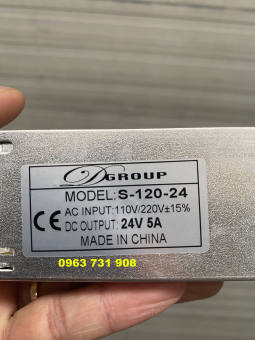 DGROUP
MODEL:S-120-24
CE AC INPUT:110V/220V±15%
DC OUTPUT: 24V 5A
MADE IN CHINA
0963 731 908